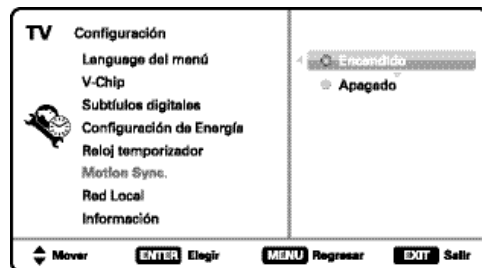 TV Configuración
Language del menú
V-Chip
Subtíulos digitales
Configuración de Energía
Reloj temporizador
Motion Sync.
Red Local
Información
Encendido
Apagado
Mover ENTER Elegir MENU Regresar EXIT Salir